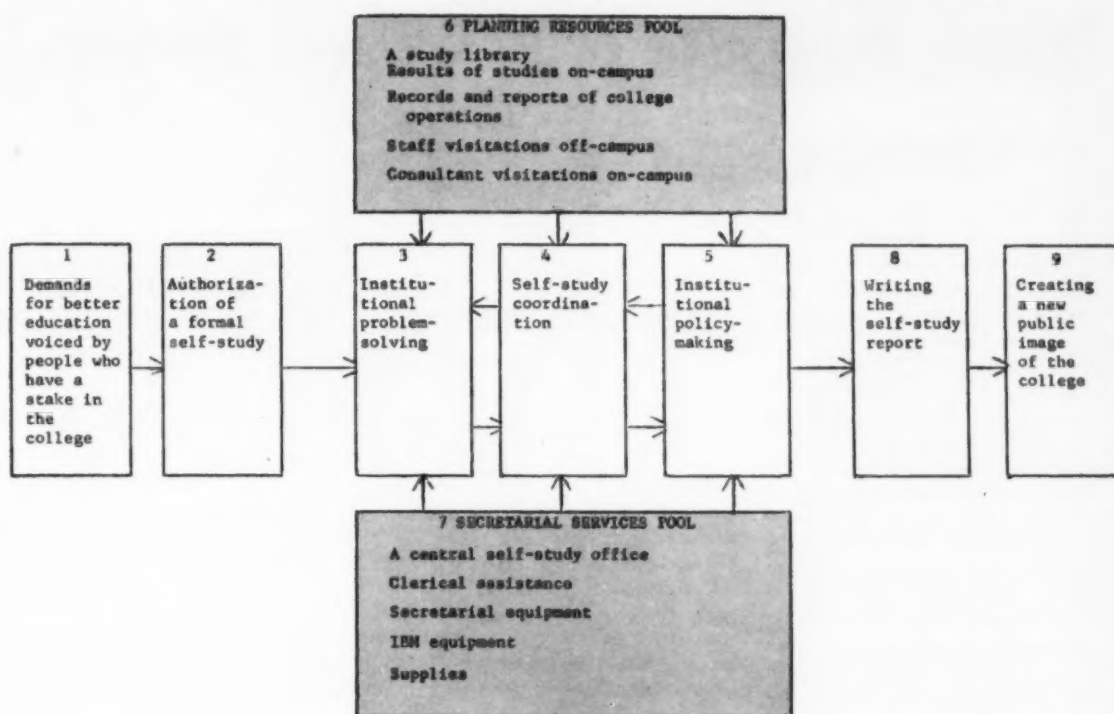 6 PLANNING RESOURCES POOL
A study library
Results of studies on-campus
Records and reports of college
operations
Staff visitations off-campus
Consultant visitations on-campus
1
Demands
for better
education
voiced by
people who
have a
stake in
the
college
2
Authoriza-
tion of
a formal
self-study
3
Institu-
tional
problem-
solving
4
Self-study
coordina-
tion
5
Institu-
tional
policy-
making
8
Writing
the
self-study
report
9
Creating
a new
public
image
of the
college
7 SECRETARIAL SERVICES POOL
A central self-study office
Clerical assistance
Secretarial equipment
IBM equipment
Supplies